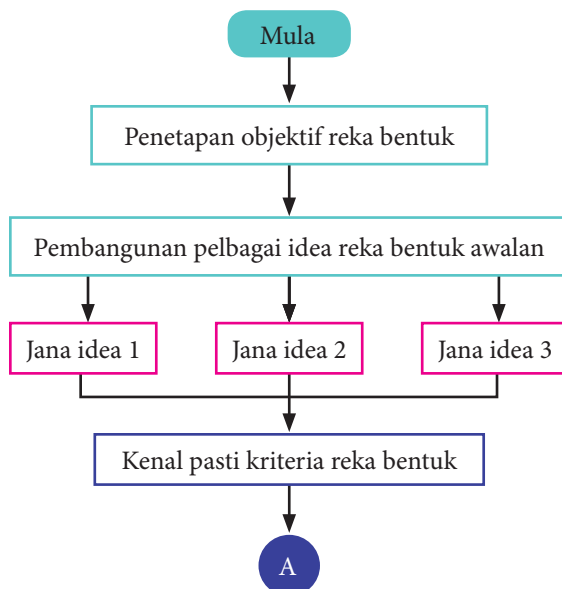 Mula
Penetapan objektif reka bentuk
Pembangunan pelbagai idea reka bentuk awalan
Jana idea 1
Jana idea 2
Jana idea 3
Kenal pasti kriteria reka bentuk
A